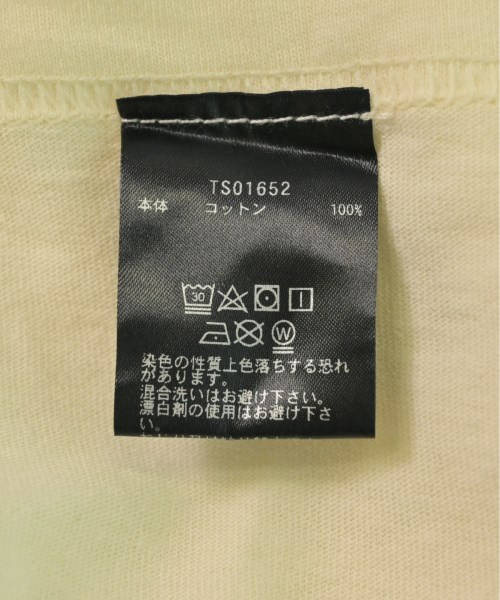 TS01652
本体 コットン 100%
30
W
染色の性質上色落ちする恐れ
があります。
混合洗いはお避け下さい。
漂白剤の使用はお避け下さ
い。